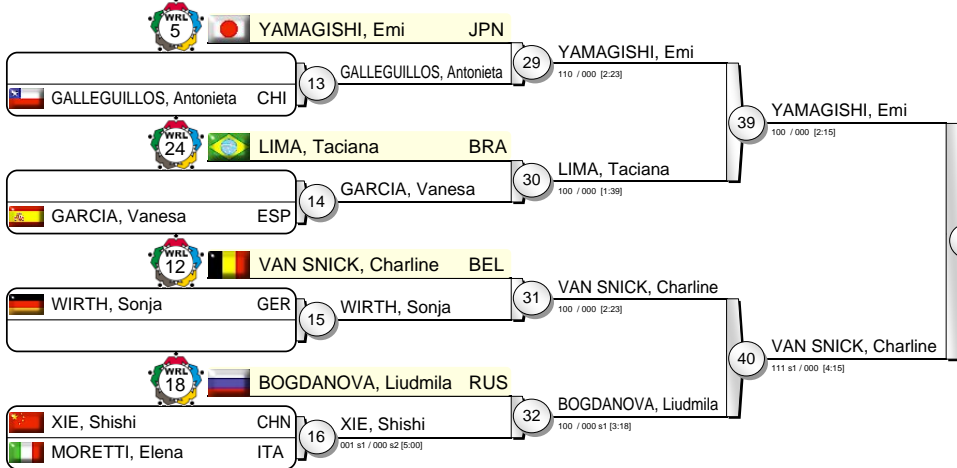 WRL
5
YAMAGISHI, Emi JPN
GALLEGUILLOS, Antonieta CHI
13
GALLEGUILLOS, Antonieta
29
YAMAGISHI, Emi
110 / 000 [2:23]
WRL
24
LIMA, Taciana BRA
GARCIA, Vanesa ESP
14
GARCIA, Vanesa
30
LIMA, Taciana
100 / 000 [1:39]
39
YAMAGISHI, Emi
100 / 000 [2:15]
WRL
12
VAN SNICK, Charline BEL
WIRTH, Sonja GER
15
WIRTH, Sonja
31
VAN SNICK, Charline
100 / 000 [2:23]
WRL
18
BOGDANOVA, Liudmila RUS
XIE, Shishi CHN
MORETTI, Elena ITA
16
XIE, Shishi
001 s1 / 000 s2 [5:00]
32
BOGDANOVA, Liudmila
100 / 000 s1 [3:18]
40
VAN SNICK, Charline
111 s1 / 000 [4:15]